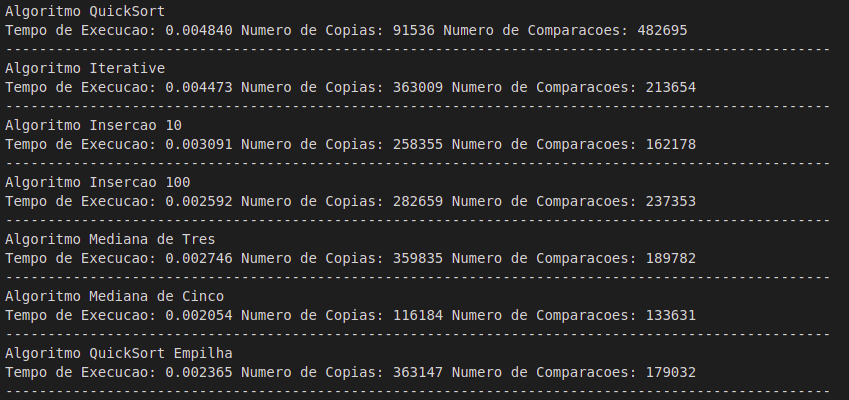 Algoritmo QuickSort
Tempo de Execucao: 0.004840 Numero de Copias: 91536 Numero de Comparacoes: 482695
--------------------------------------------------------------------------------------------------
Algoritmo Iterative
Tempo de Execucao: 0.004473 Numero de Copias: 363009 Numero de Comparacoes: 213654
--------------------------------------------------------------------------------------------------
Algoritmo Insercao 10
Tempo de Execucao: 0.003091 Numero de Copias: 258355 Numero de Comparacoes: 162178
--------------------------------------------------------------------------------------------------
Algoritmo Insercao 100
Tempo de Execucao: 0.002592 Numero de Copias: 282659 Numero de Comparacoes: 237353
--------------------------------------------------------------------------------------------------
Algoritmo Mediana de Tres
Tempo de Execucao: 0.002746 Numero de Copias: 359835 Numero de Comparacoes: 189782
--------------------------------------------------------------------------------------------------
Algoritmo Mediana de Cinco
Tempo de Execucao: 0.002054 Numero de Copias: 116184 Numero de Comparacoes: 133631
--------------------------------------------------------------------------------------------------
Algoritmo QuickSort Empilha
Tempo de Execucao: 0.002365 Numero de Copias: 363147 Numero de Comparacoes: 179032
--------------------------------------------------------------------------------------------------